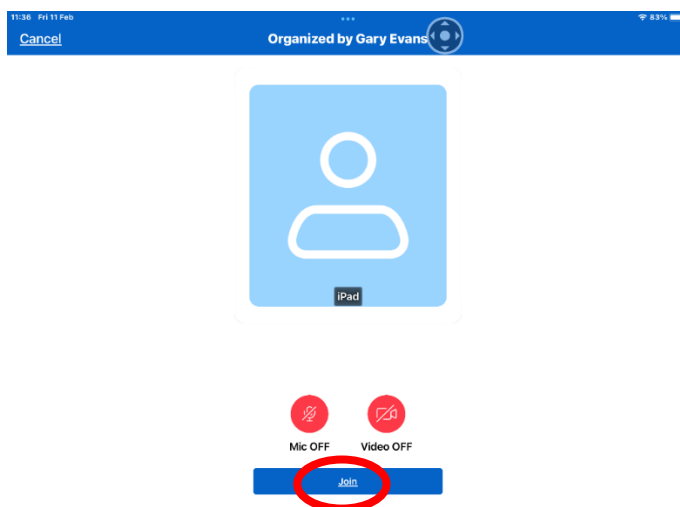 11:36 Fri 11 Feb
83%
Cancel
Organized by Gary Evans
iPad
Mic OFF
Video OFF
Join